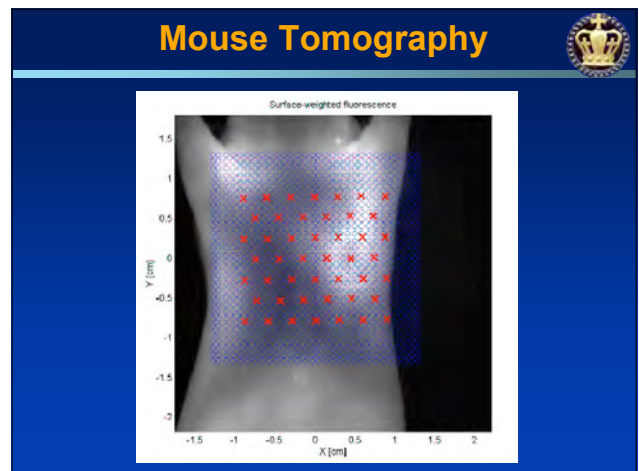 Mouse Tomography
Surface-weighted fluorescence
1.5
1
0.5
0
-0.5
-1
-1.5
-2
Y [cm]
-1.5 -1 -0.5 0 0.5 1 1.5 2
X [cm]